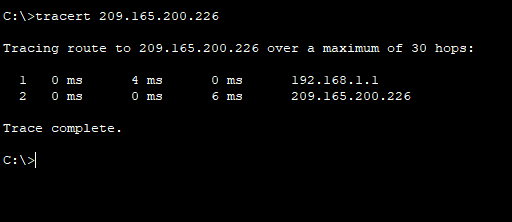 C:\>tracert 209.165.200.226
Tracing route to 209.165.200.226 over a maximum of 30 hops:
1 0 ms 4 ms 0 ms 192.168.1.1
2 0 ms 0 ms 6 ms 209.165.200.226
Trace complete.
C:\>